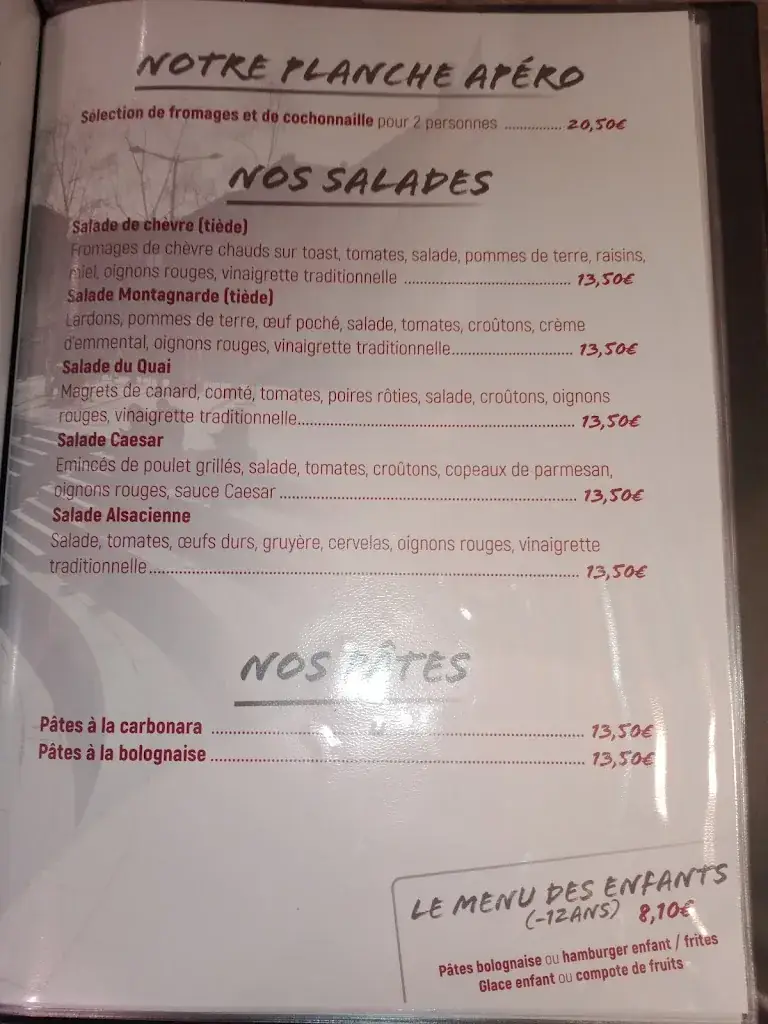 NOTRE PLANCHE APÉRO
Sélection de fromages et de cochonnaille pour 2 personnes .............. 20,50€
NOS SALADES
Salade de chèvre (tiède)
Fromages de chèvre chauds sur toast, tomates, salade, pommes de terre, raisins,
miel, oignons rouges, vinaigrette traditionnelle ........................................ 13,50€
Salade Montagnarde (tiède)
Lardons, pommes de terre, œuf poché, salade, tomates, croûtons, crème
d'emmental, oignons rouges, vinaigrette traditionnelle............................. 13,50€
Salade du Quai
Magrets de canard, comté, tomates, poires rôties, salade, croûtons, oignons
rouges, vinaigrette traditionnelle.................................................................. 13,50€
Salade Caesar
Emincés de poulet grillés, salade, tomates, croûtons, copeaux de parmesan,
oignons rouges, sauce Caesar ....................................................................... 13,50€
Salade Alsacienne
Salade, tomates, œufs durs, gruyère, cervelas, oignons rouges, vinaigrette
traditionnelle..................................................................................................... 13,50€
NOS PÂTES
Pâtes à la carbonara ........................................................................................ 13,50€
Pâtes à la bolognaise ....................................................................................... 13,50€
LE MENU DES ENFANTS
(-12ANS) 8,10€
Pâtes bolognaise ou hamburger enfant / frites
Glace enfant ou compote de fruits